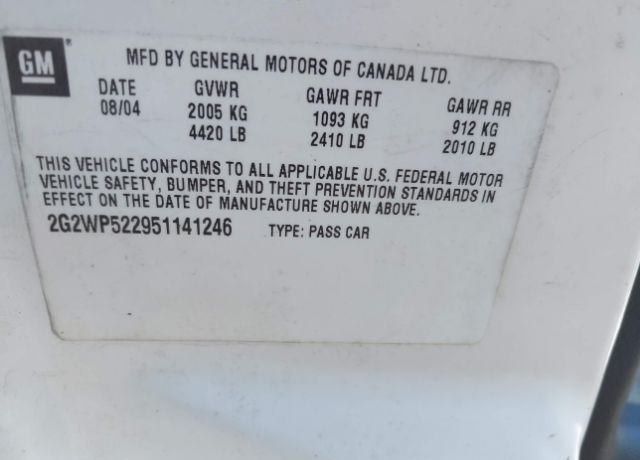 GM
MFD BY GENERAL MOTORS OF CANADA LTD.
DATE GVWR GAWR FRT GAWR RR
08/04 2005 KG 1093 KG 912 KG
4420 LB 2410 LB 2010 LB
THIS VEHICLE CONFORMS TO ALL APPLICABLE U.S. FEDERAL MOTOR
VEHICLE SAFETY, BUMPER, AND THEFT PREVENTION STANDARDS IN
EFFECT ON THE DATE OF MANUFACTURE SHOWN ABOVE.
2G2WP522951141246 TYPE: PASS CAR